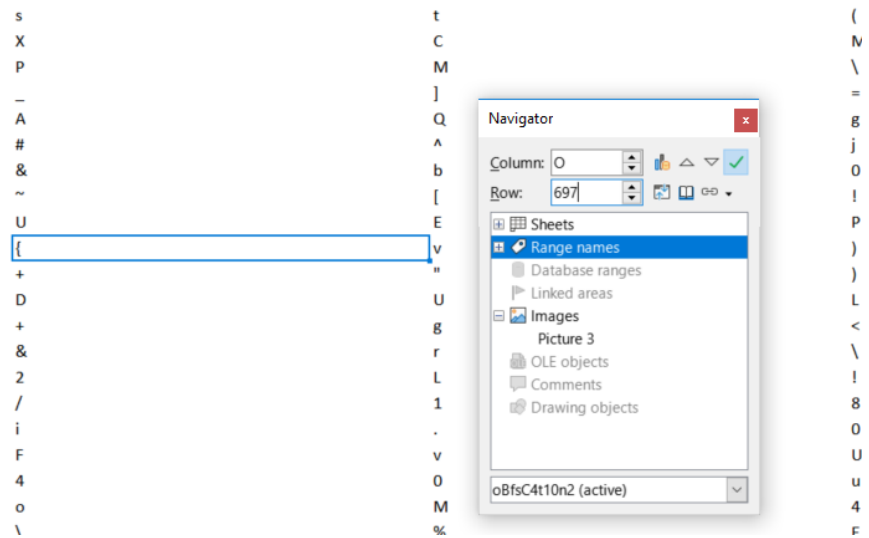 s t (
X C M
P M \
_ ] =
A Q g
# ^ j
& b 0
~ [ !
U E P
{ v )
+ " )
D U L
+ g <
& r \
2 L !
/ 1 8
i . 0
F v U
4 0 u
o M 4
\ %
Navigator
x
Column: O
Row: 697
Sheets
Range names
Database ranges
Linked areas
Images
Picture 3
OLE objects
Comments
Drawing objects
oBfsC4t10n2 (active)